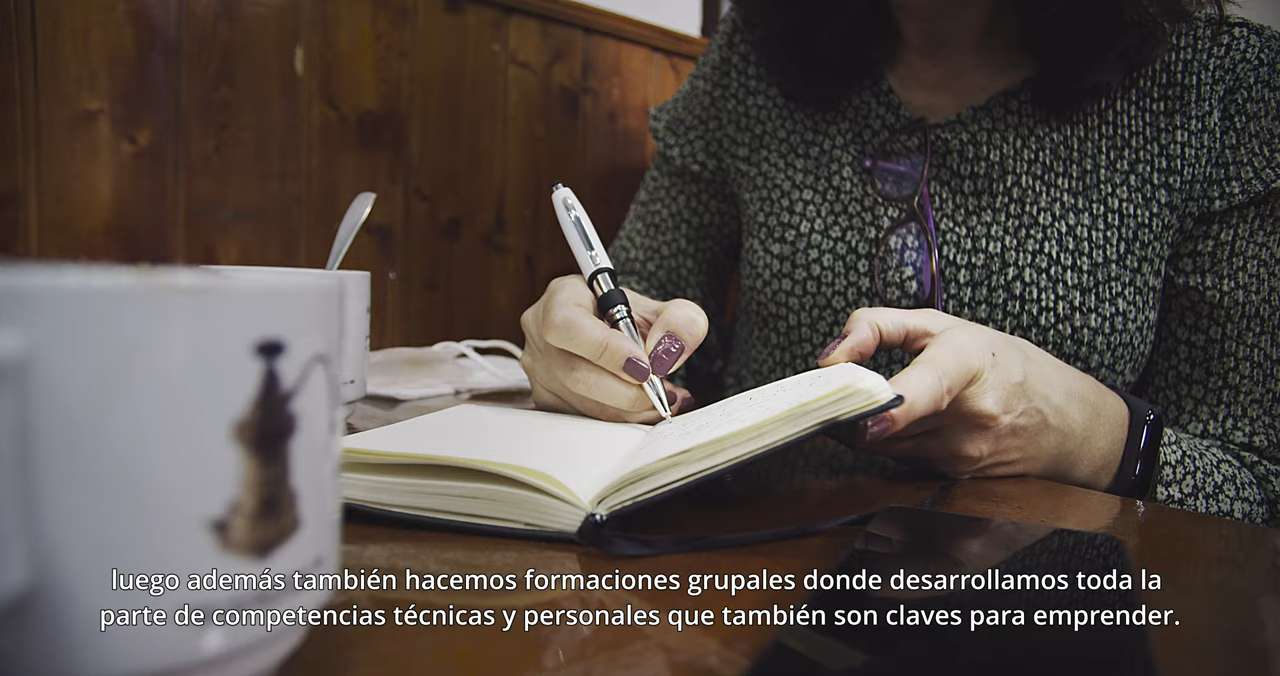 luego además también hacemos formaciones grupales donde desarrollamos toda la
parte de competencias técnicas y personales que también son claves para emprender.